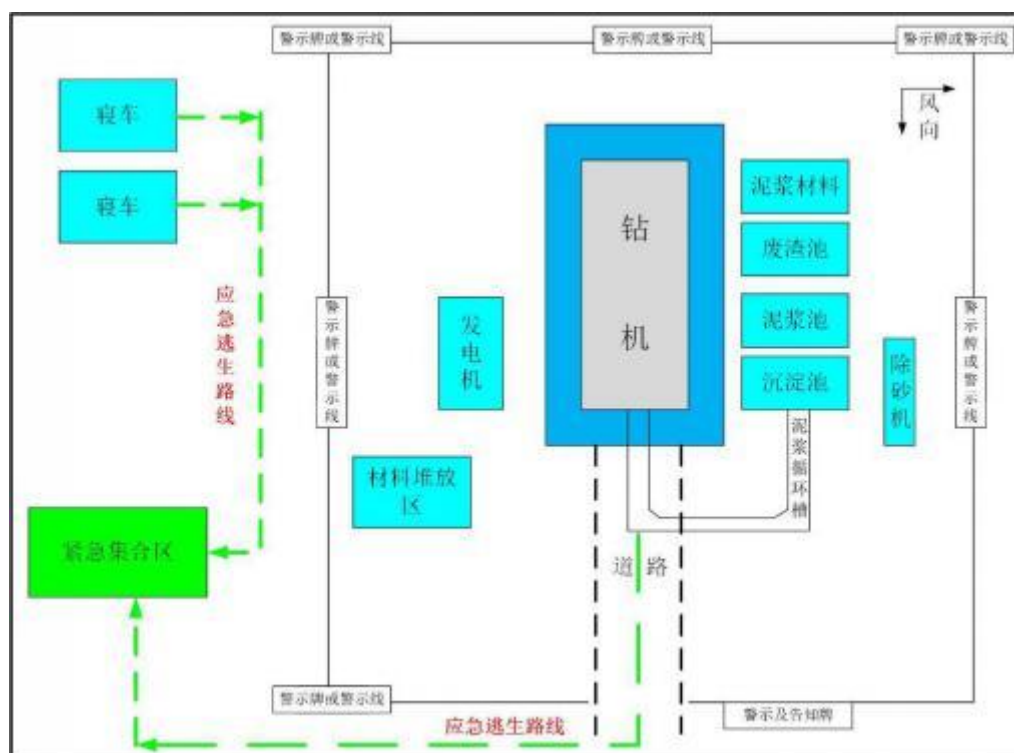 警示牌或警示线
警示牌或警示线
警示牌或警示线
寝车
寝车
风向
泥浆材料
废渣池
泥浆池
沉淀池
钻机
发电机
除砂机
警示牌或警示线
警示牌或警示线
应急逃生路线
泥浆循环槽
材料堆放
区
紧急集合区
道路
警示牌或警示线
警示及告知牌
应急逃生路线